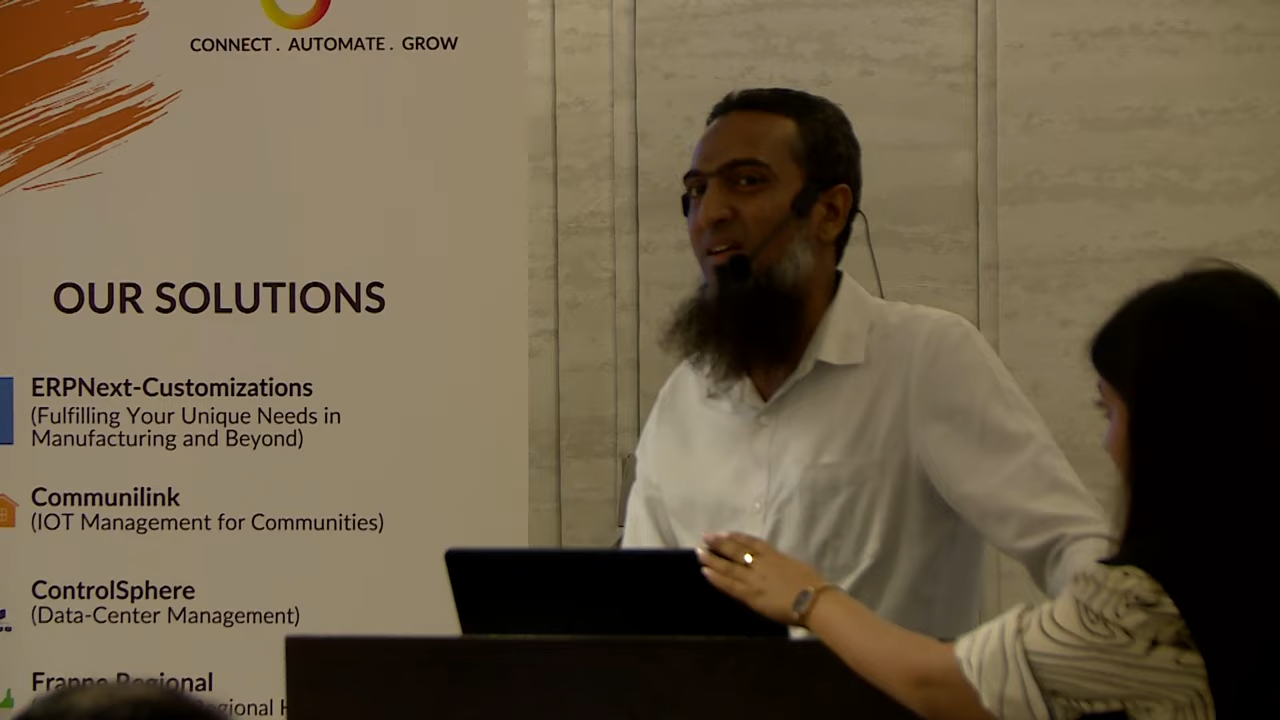 CONNECT . AUTOMATE . GROW
OUR SOLUTIONS
ERPNext-Customizations
(Fulfilling Your Unique Needs in
Manufacturing and Beyond)
Communilink
(IOT Management for Communities)
ControlSphere
(Data-Center Management)
Frappe Regional